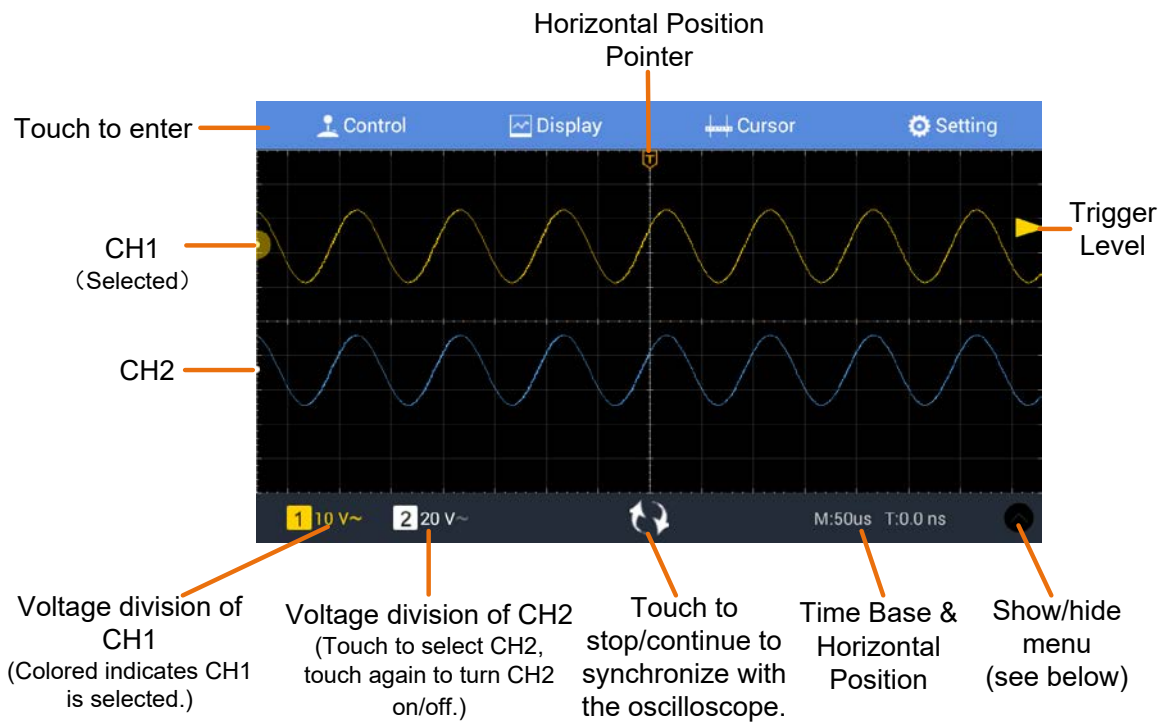 Horizontal Position
Pointer
Touch to enter
Control
Display
Cursor
Setting
T
CH1
（Selected）
Trigger
Level
CH2
1 10 V~
2 20 V~
M:50us T:0.0 ns
Voltage division of
CH1
(Colored indicates CH1
is selected.)
Voltage division of CH2
(Touch to select CH2,
touch again to turn CH2
on/off.)
Touch to
stop/continue to
synchronize with
the oscilloscope.
Time Base &
Horizontal
Position
Show/hide
menu
(see below)